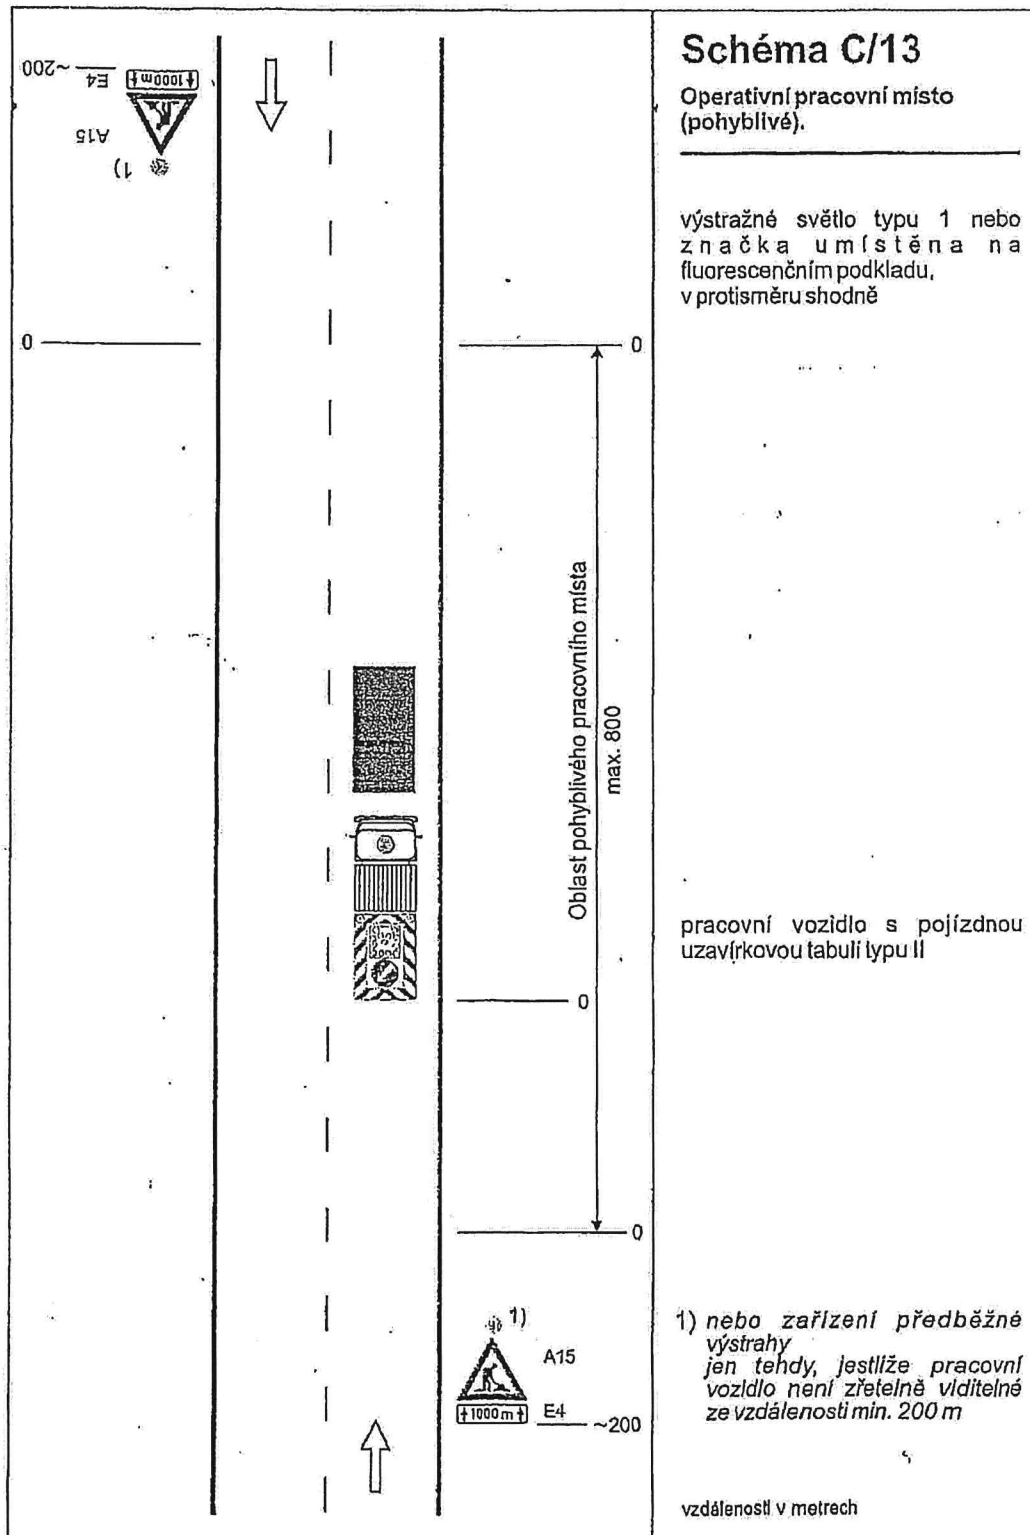 Schéma C/13
Operativní pracovní místo
(pohyblivé).
výstražné světlo typu 1 nebo
značka umístěna na
fluorescenčním podkladu,
v protisměru shodně
~200
E4
1000 m
A15
1)
0
0
Oblast pohyblivého pracovního místa
max. 800
pracovní vozidlo s pojízdnou
uzavírkovou tabulí typu II
0
0
1)
A15
1000 m
E4
~200
1) nebo zařízení předběžné
výstrahy
jen tehdy, jestliže pracovní
vozidlo není zřetelně viditelné
ze vzdálenosti min. 200 m
vzdálenosti v metrech